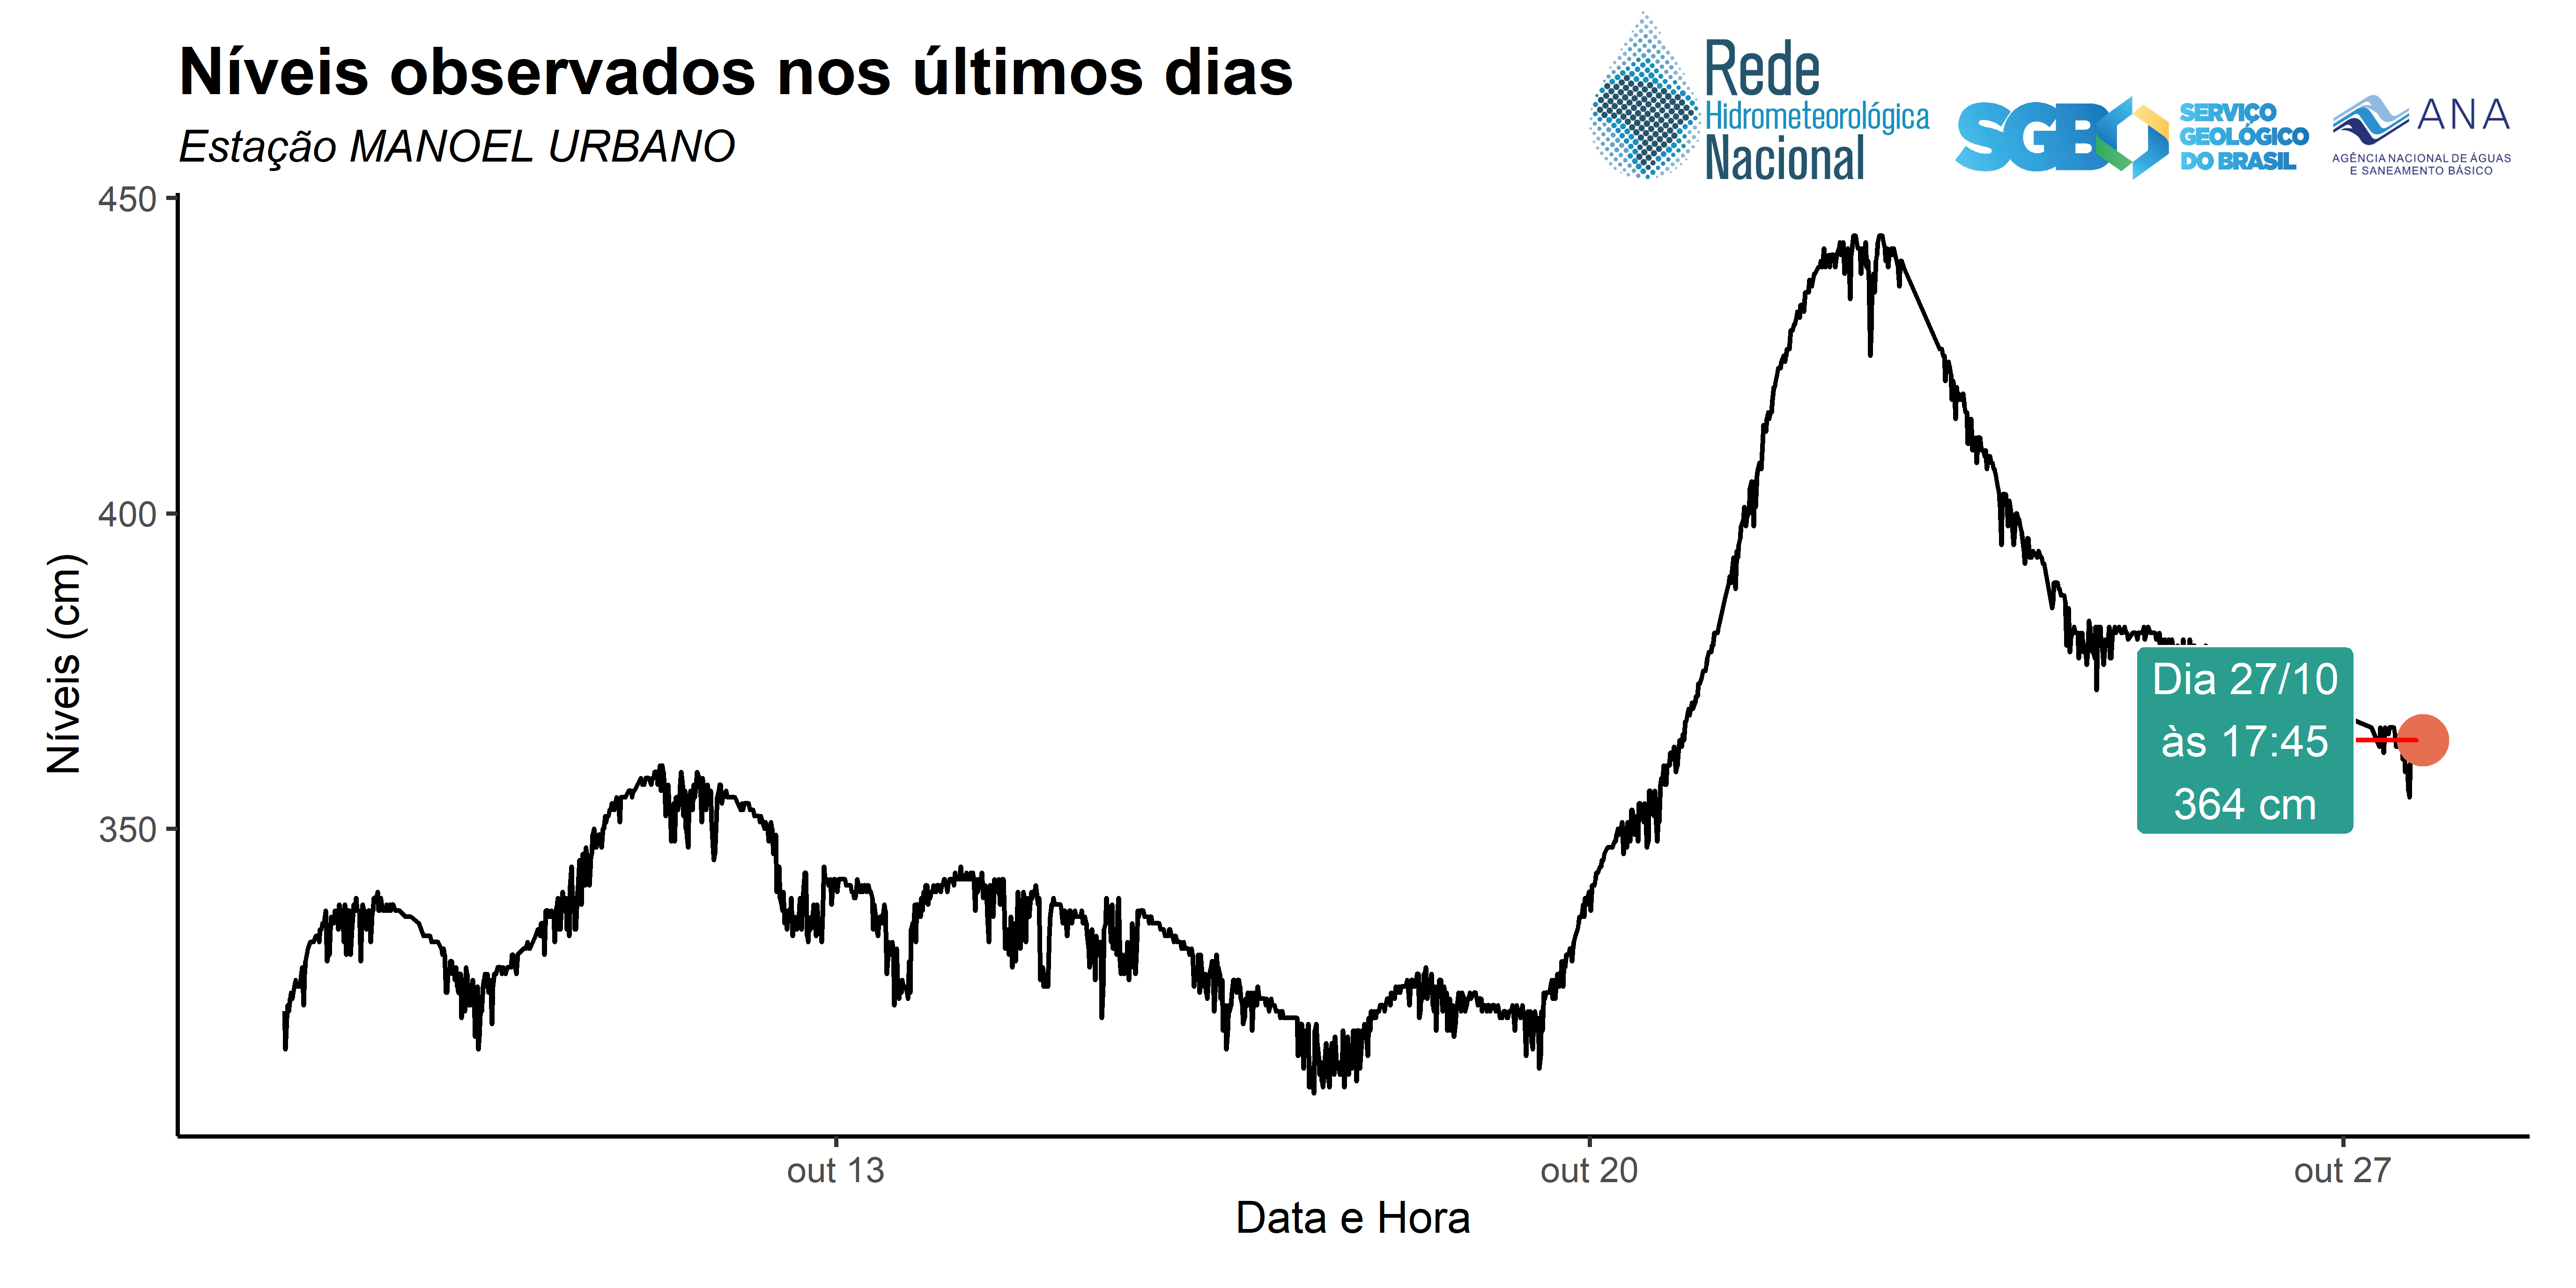 Níveis observados nos últimos dias
Estação MANOEL URBANO
Rede
Hidrometeorológica
Nacional
SGB
SERVIÇO
GEOLÓGICO
DO BRASIL
ANA
AGÊNCIA NACIONAL DE ÁGUAS
E SANEAMENTO BÁSICO
450
400
350
Níveis (cm)
Dia 27/10
às 17:45
364 cm
out 13
out 20
out 27
Data e Hora